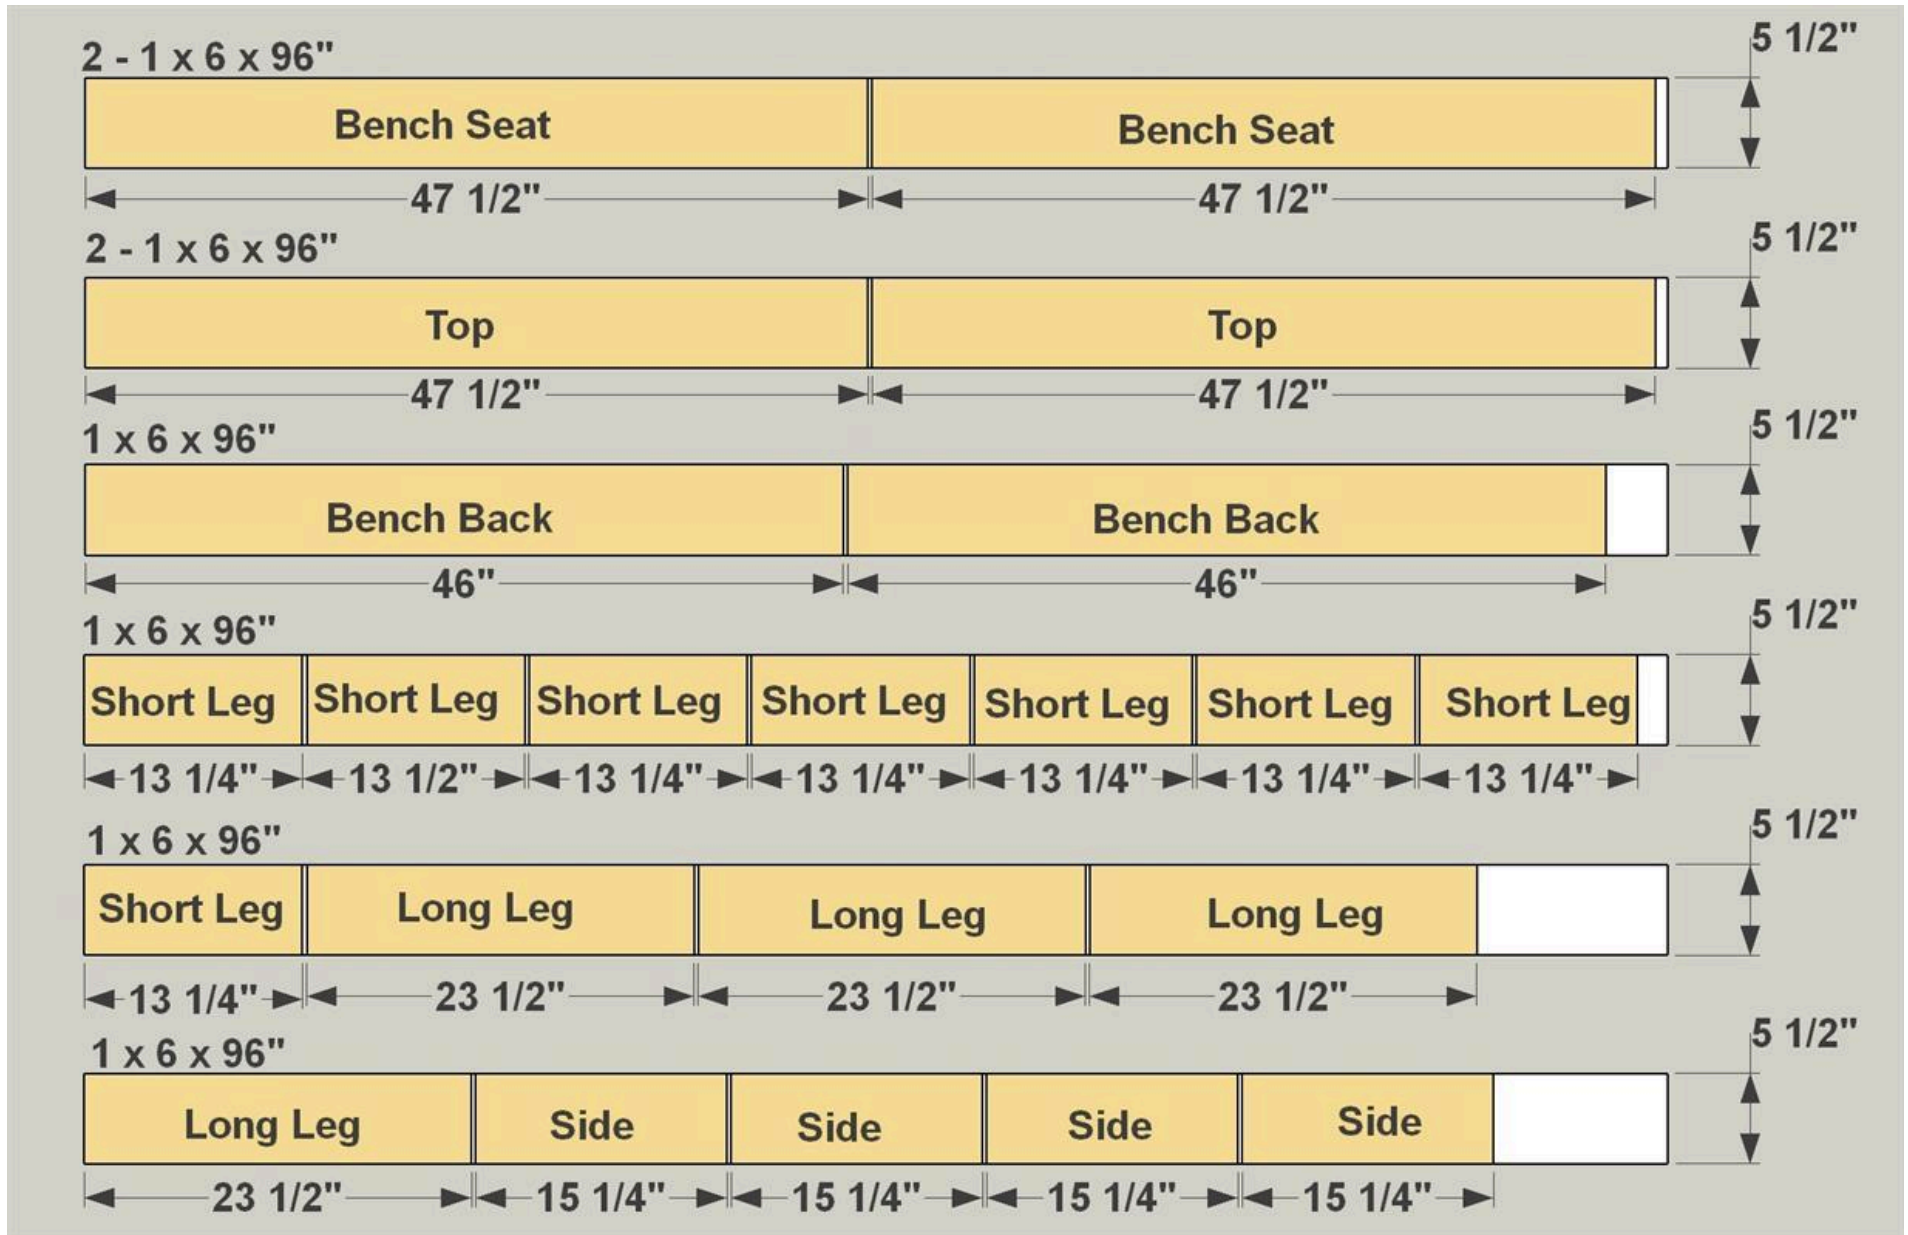 5 1/2"
2 - 1 x 6 x 96"
Bench Seat Bench Seat
47 1/2" 47 1/2"
5 1/2"
2 - 1 x 6 x 96"
Top Top
47 1/2" 47 1/2"
5 1/2"
1 x 6 x 96"
Bench Back Bench Back
46" 46"
5 1/2"
1 x 6 x 96"
Short Leg Short Leg Short Leg Short Leg Short Leg Short Leg Short Leg
13 1/4" 13 1/2" 13 1/4" 13 1/4" 13 1/4" 13 1/4" 13 1/4"
5 1/2"
1 x 6 x 96"
Short Leg Long Leg Long Leg Long Leg
13 1/4" 23 1/2" 23 1/2" 23 1/2"
5 1/2"
1 x 6 x 96"
Long Leg Side Side Side Side
23 1/2" 15 1/4" 15 1/4" 15 1/4" 15 1/4"